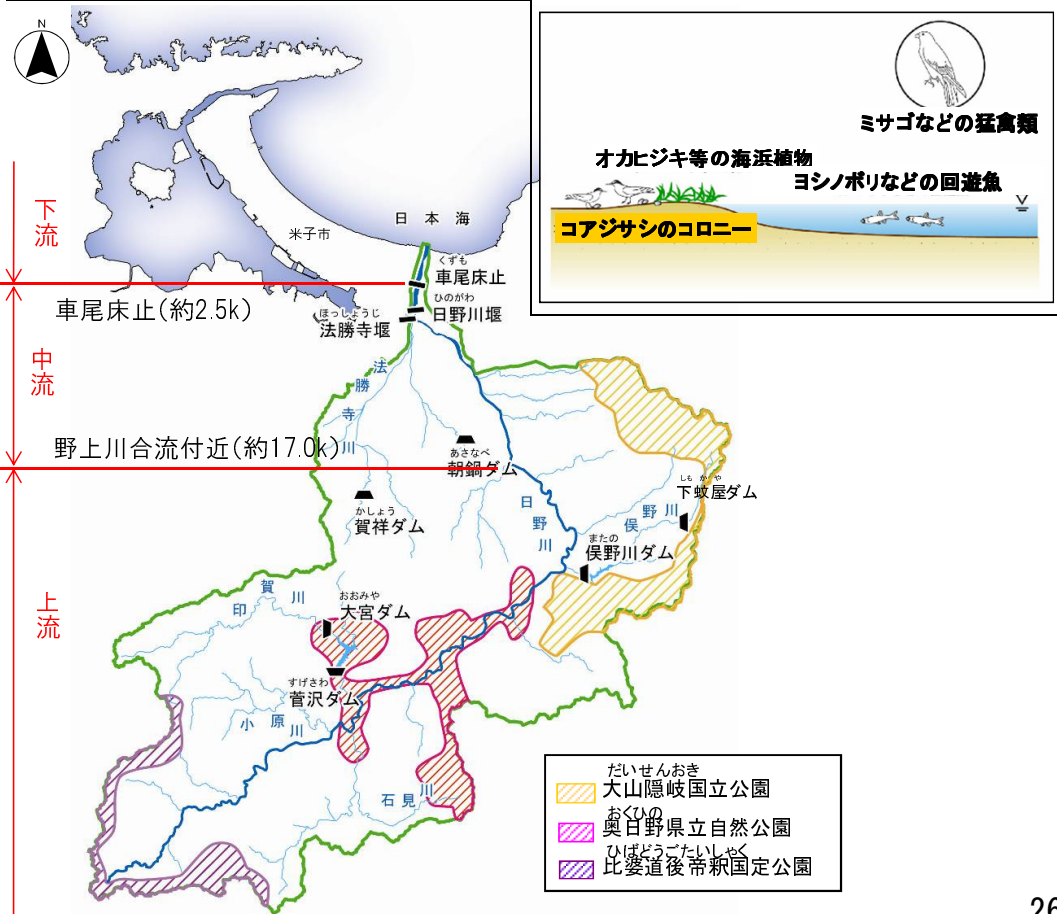 N
ミサゴなどの猛禽類
オカヒジキ等の海浜植物
ヨシノボリなどの回遊魚
コアジサシのコロニー
下流
日本海
米子市
くずも
車尾床止
車尾床止(約2.5k)
ひのがわ
日野川堰
ほっしょうじ
法勝寺堰
中流
法勝寺川
野上川合流付近(約17.0k)
あさなべ
朝鍋ダム
かしょう
賀祥ダム
日野川
しもかや
下蚊屋ダム
俣野川
またの
俣野川ダム
上流
印賀川
おおみや
大宮ダム
すげさわ
菅沢ダム
小原川
石見川
だいせんおき
大山隠岐国立公園
おくひの
奥日野県立自然公園
ひばどうごたいしゃく
比婆道後帝釈国定公園
26